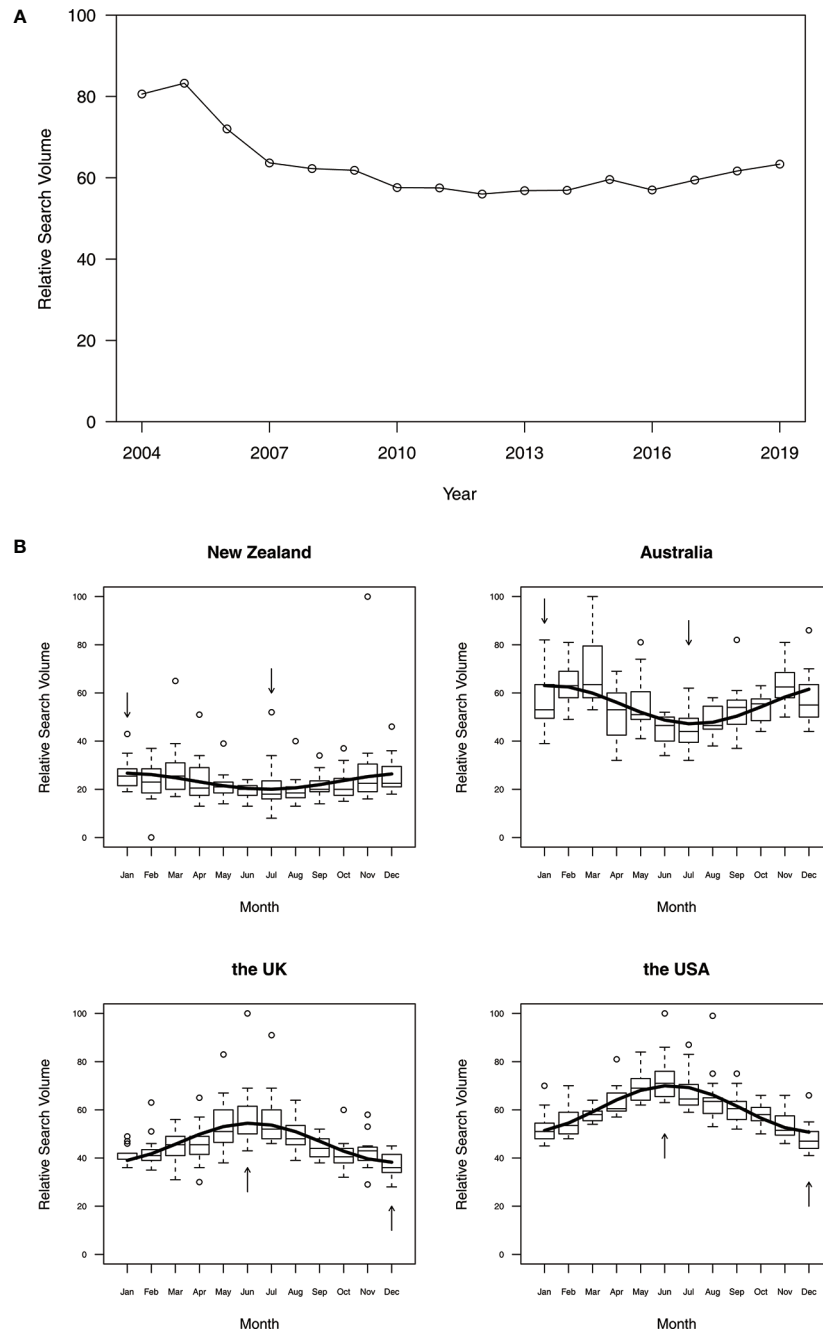 A
Relative Search Volume
100
80
60
40
20
0
2004 2007 2010 2013 2016 2019
Year
B
New Zealand
Relative Search Volume
100
80
60
40
20
0
Jan Feb Mar Apr May Jun Jul Aug Sep Oct Nov Dec
Month
Australia
Relative Search Volume
100
80
60
40
20
0
Jan Feb Mar Apr May Jun Jul Aug Sep Oct Nov Dec
Month
the UK
Relative Search Volume
100
80
60
40
20
0
Jan Feb Mar Apr May Jun Jul Aug Sep Oct Nov Dec
Month
the USA
Relative Search Volume
100
80
60
40
20
0
Jan Feb Mar Apr May Jun Jul Aug Sep Oct Nov Dec
Month